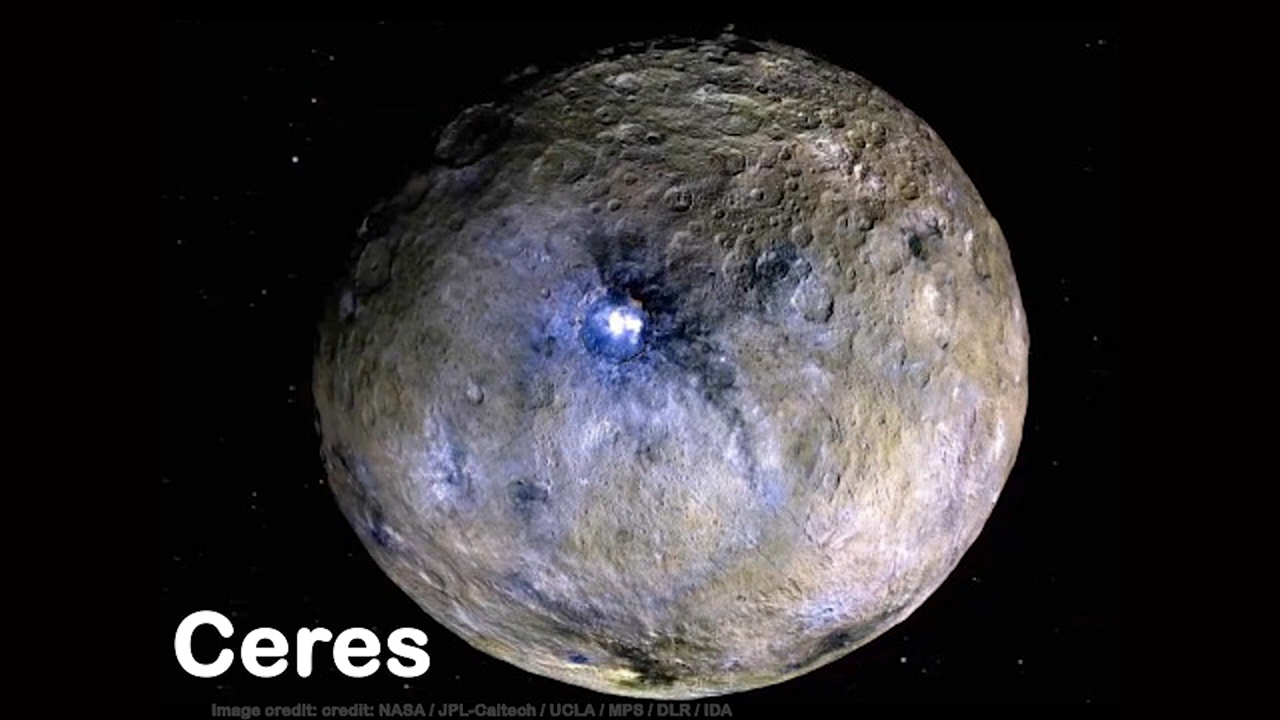 Ceres
Image credit: credit: NASA / JPL-Caltech / UCLA / MPS / DLR / IDA